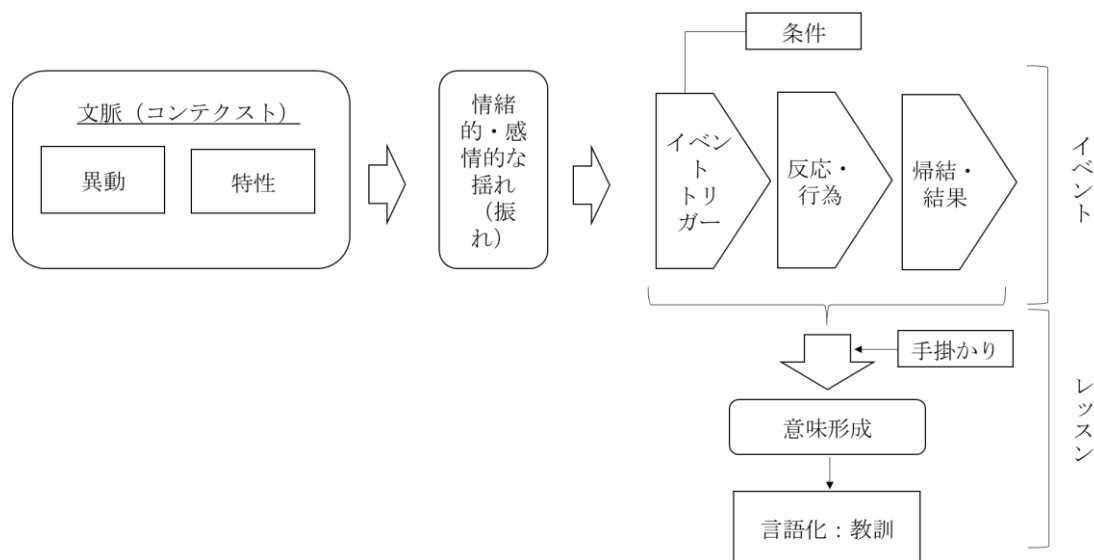 条件
文脈（コンテクスト）
異動
特性
情緒
的・感
情的な
揺れ
（振
れ）
イベン
ト
トリ
ガー
反応・
行為
帰結・
結果
イベント
手掛かり
意味形成
言語化：教訓
レッスン